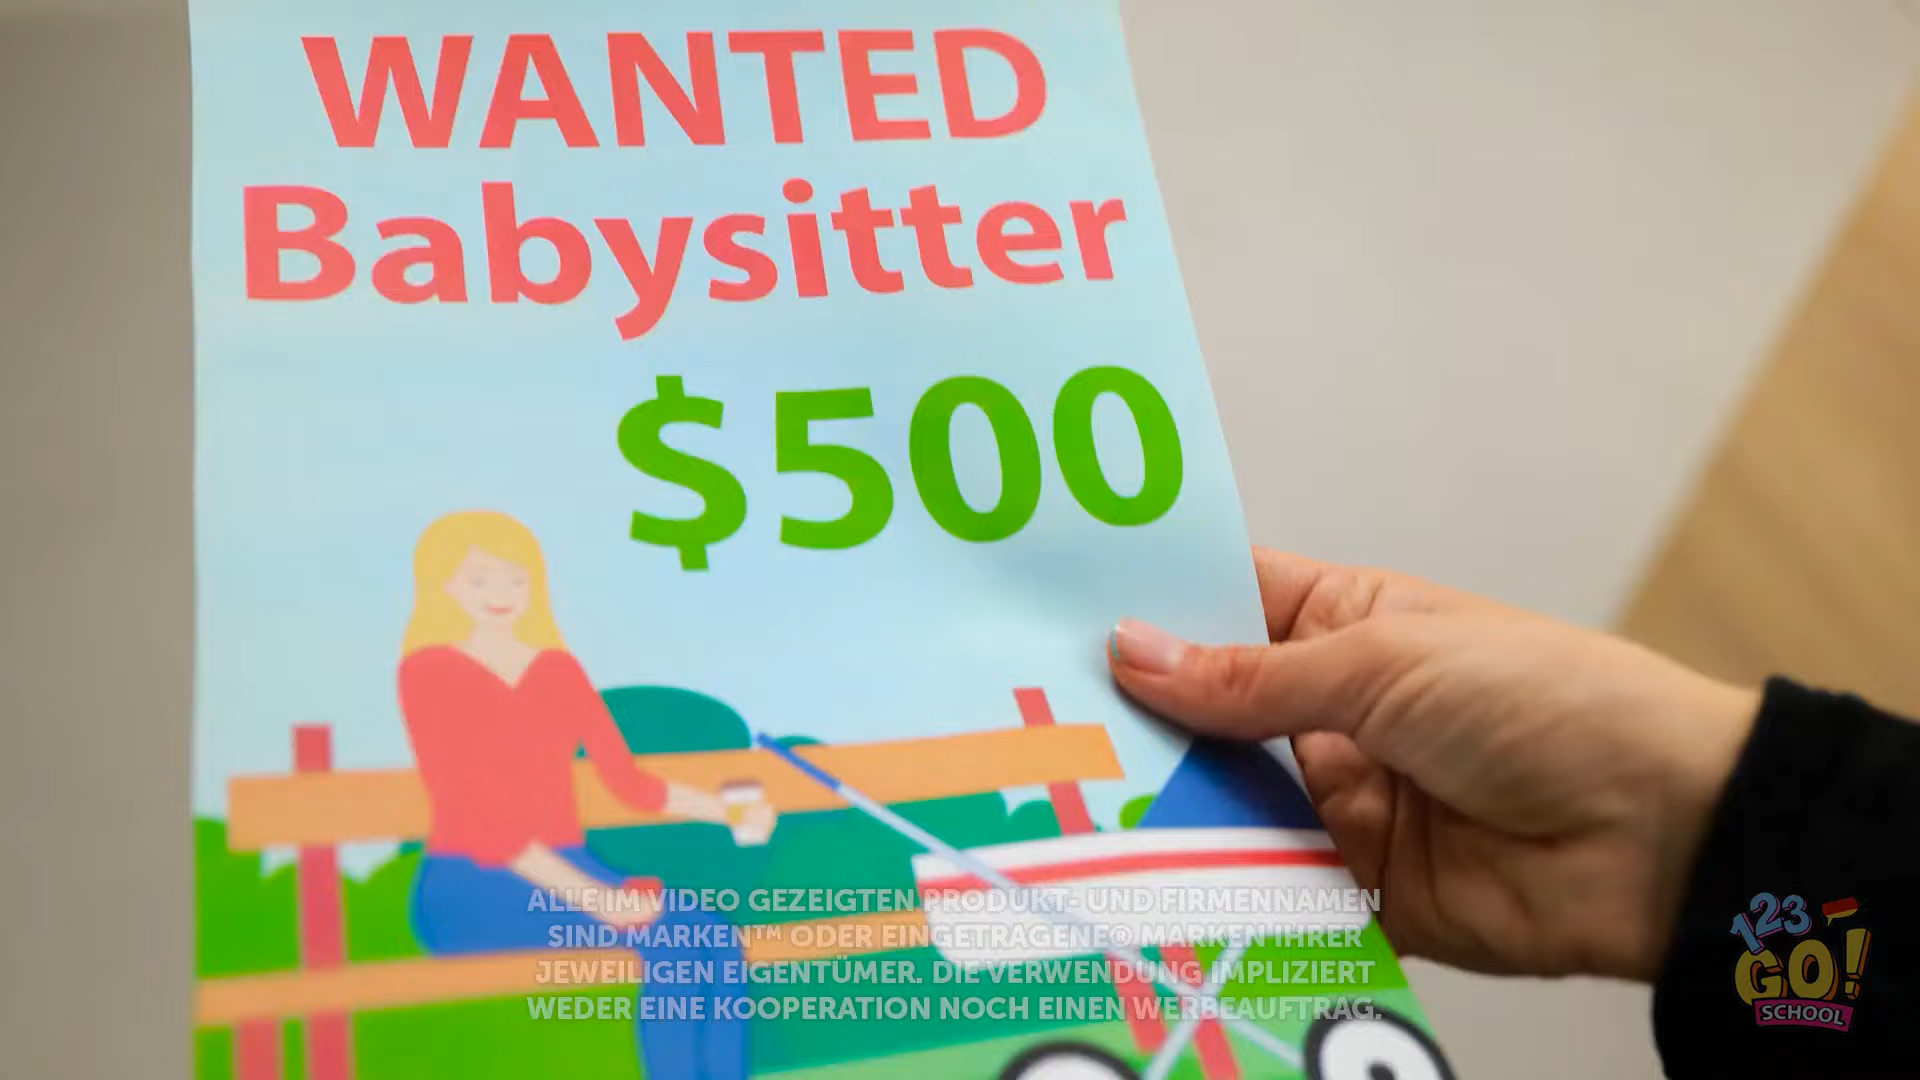 WANTED
Babysitter
$500
ALLE IM VIDEO GEZEIGTEN PRODUKT- UND FIRMENNAMEN
SIND MARKEN™ ODER EINGETRAGENE® MARKEN IHRER
JEWEILIGEN EIGENTÜMER. DIE VERWENDUNG IMPLIZIERT
WEDER EINE KOOPERATION NOCH EINEN WERBEAUFTRAG.
123
GO!
SCHOOL